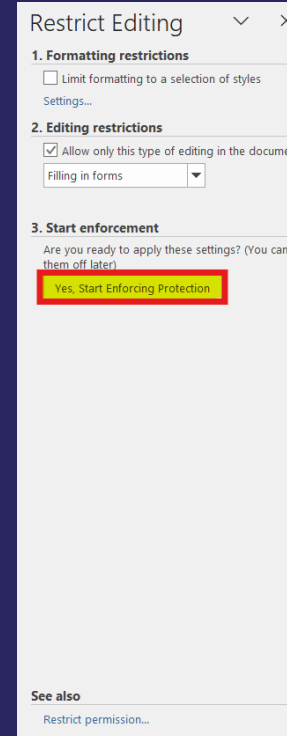 Restrict Editing
1. Formatting restrictions
Limit formatting to a selection of styles
Settings...
2. Editing restrictions
Allow only this type of editing in the docume
Filling in forms
3. Start enforcement
Are you ready to apply these settings? (You can
them off later)
Yes, Start Enforcing Protection
See also
Restrict permission...